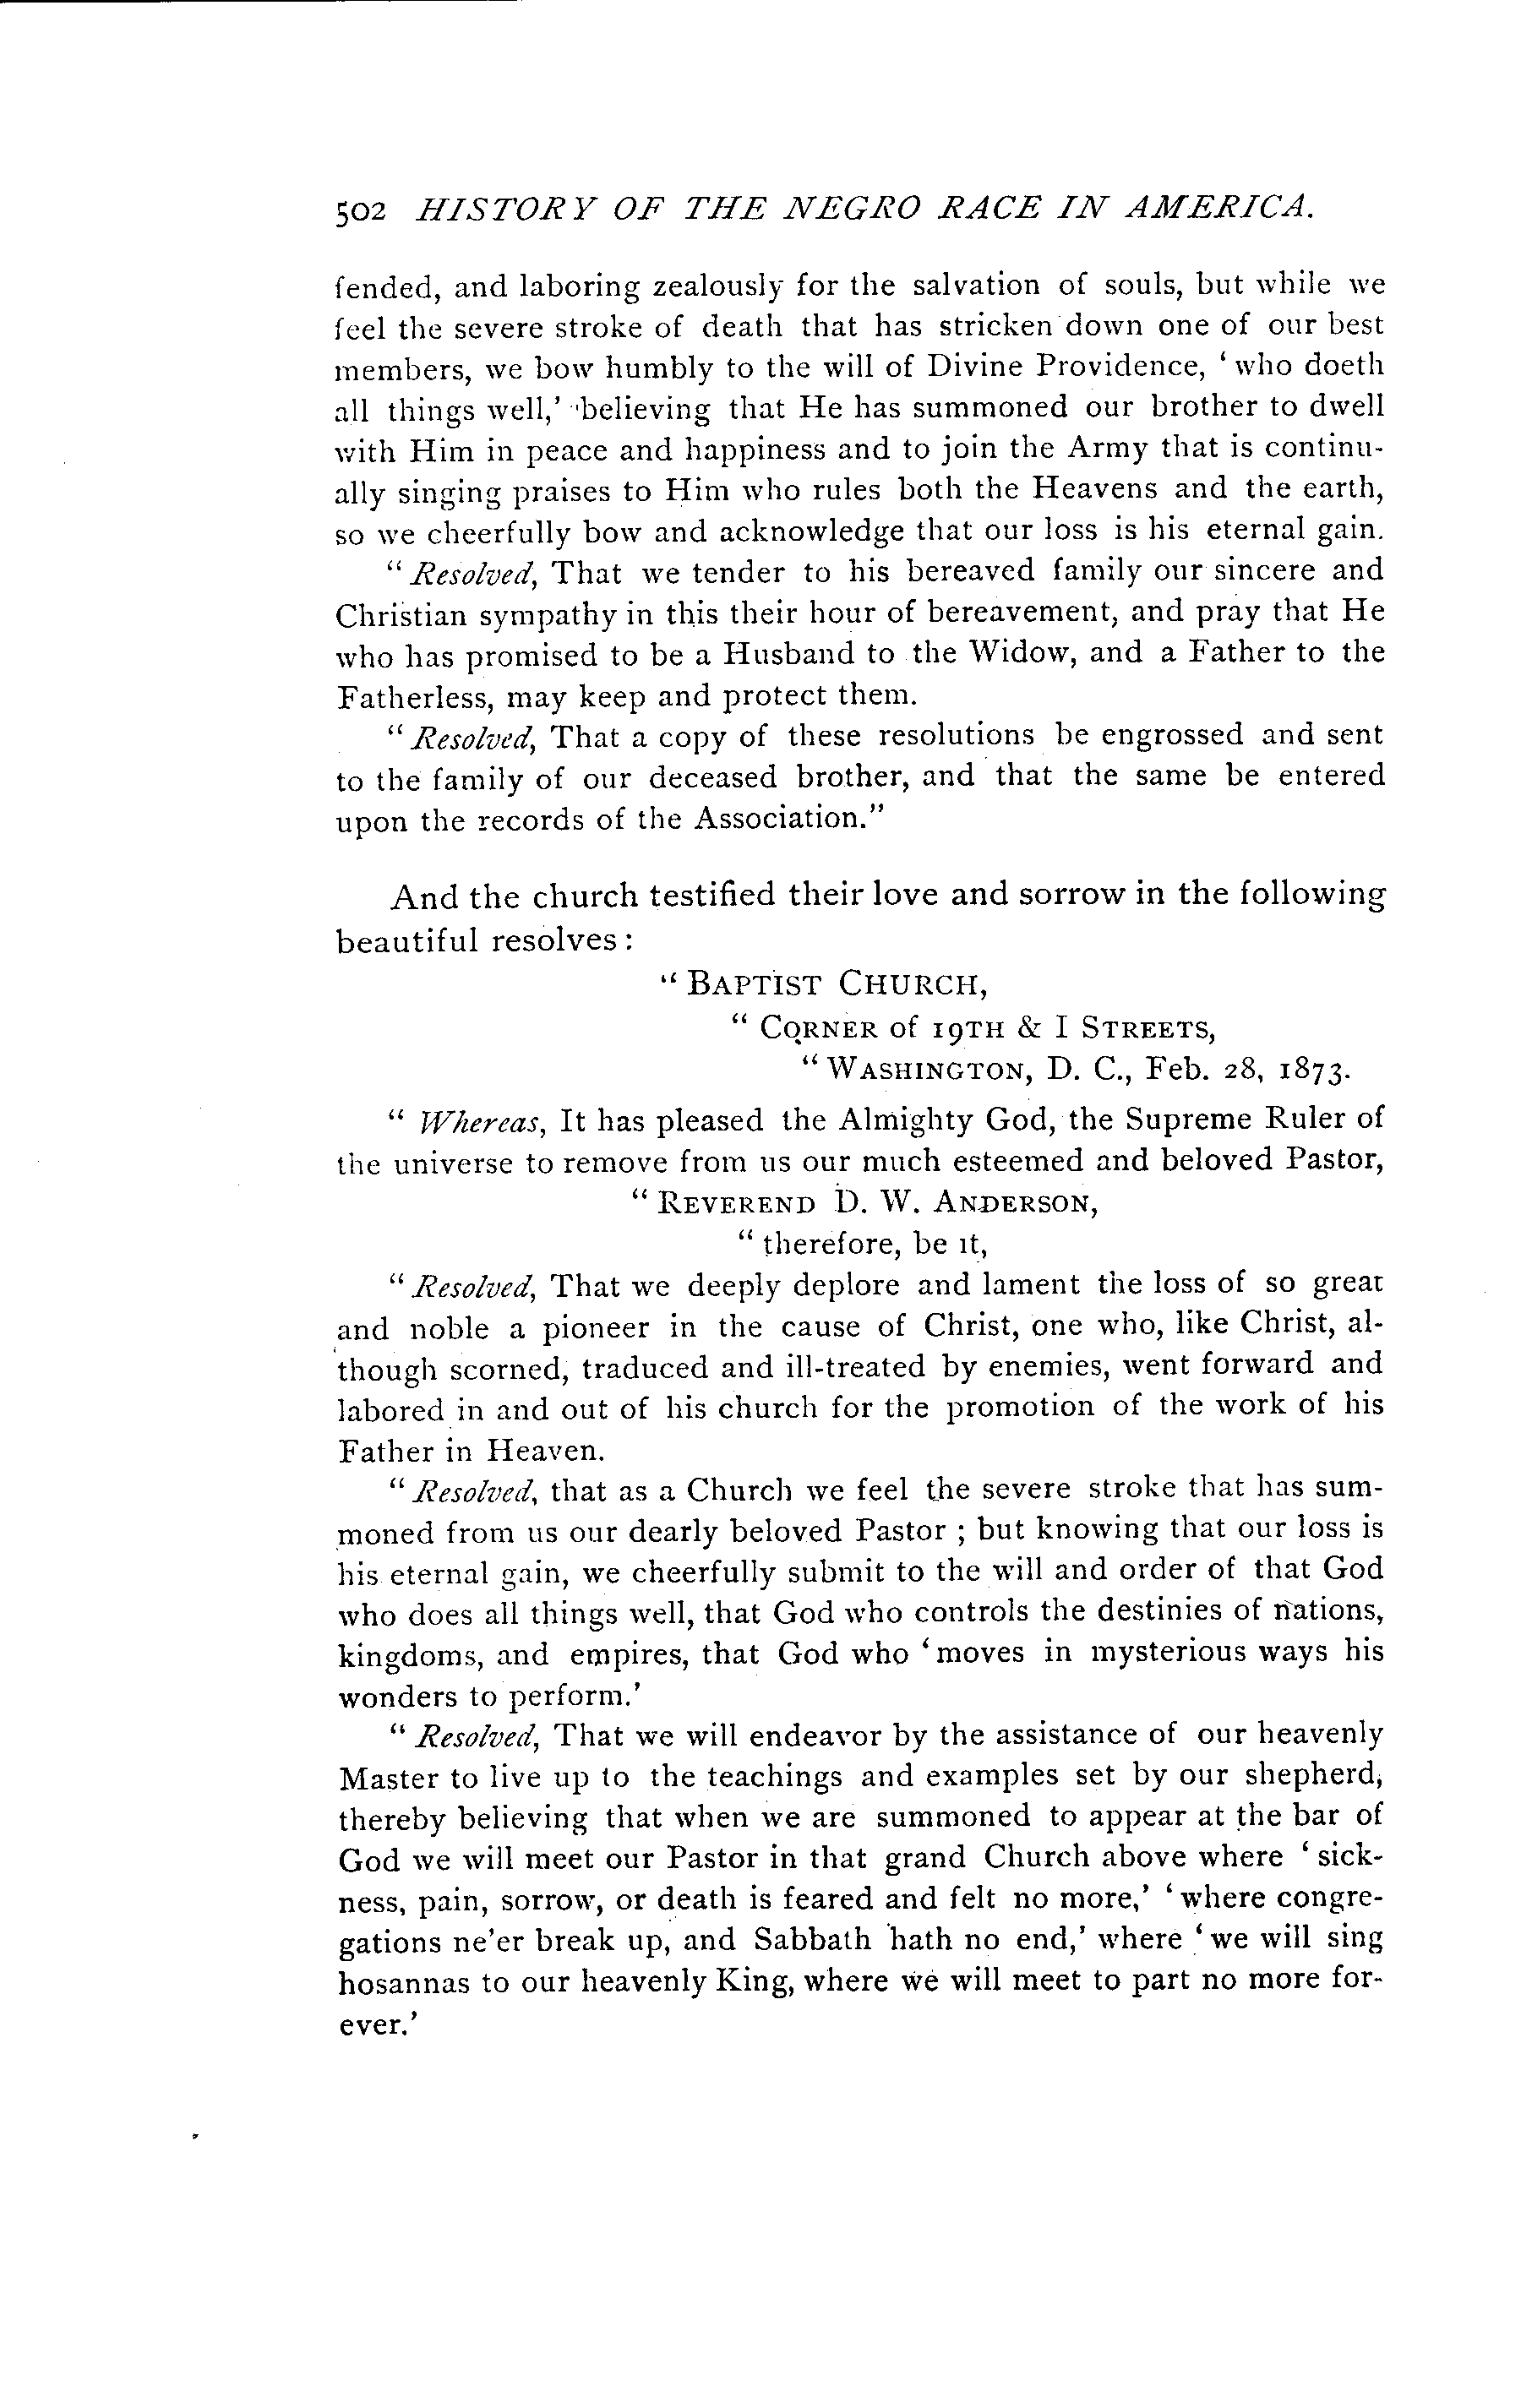 502 HISTORY OF THE NEGRO RACE IN AMERICA.
fended, and laboring zealously for the salvation of souls, but while we
feel the severe stroke of death that has stricken down one of our best
members, we bow humbly to the will of Divine Providence, ‘who doeth
all things well,’ believing that He has summoned our brother to dwell
with Him in peace and happiness and to join the Army that is continu-
ally singing praises to Him who rules both the Heavens and the earth,
so we cheerfully bow and acknowledge that our loss is his eternal gain.
“Resolved, That we tender to his bereaved family our sincere and
Christian sympathy in this their hour of bereavement, and pray that He
who has promised to be a Husband to the Widow, and a Father to the
Fatherless, may keep and protect them.
“Resolved, That a copy of these resolutions be engrossed and sent
to the family of our deceased brother, and that the same be entered
upon the records of the Association.”
And the church testified their love and sorrow in the following
beautiful resolves:
“BAPTIST CHURCH,
“CORNER of 19TH & I STREETS,
“WASHINGTON, D. C., Feb. 28, 1873.
“Whereas, It has pleased the Almighty God, the Supreme Ruler of
the universe to remove from us our much esteemed and beloved Pastor,
“REVEREND D. W. ANDERSON,
“therefore, be it,
“Resolved, That we deeply deplore and lament the loss of so great
and noble a pioneer in the cause of Christ, one who, like Christ, al-
though scorned, traduced and ill-treated by enemies, went forward and
labored in and out of his church for the promotion of the work of his
Father in Heaven.
“Resolved, that as a Church we feel the severe stroke that has sum-
moned from us our dearly beloved Pastor; but knowing that our loss is
his eternal gain, we cheerfully submit to the will and order of that God
who does all things well, that God who controls the destinies of nations,
kingdoms, and empires, that God who ‘moves in mysterious ways his
wonders to perform.’
“Resolved, That we will endeavor by the assistance of our heavenly
Master to live up to the teachings and examples set by our shepherd,
thereby believing that when we are summoned to appear at the bar of
God we will meet our Pastor in that grand Church above where ‘sick-
ness, pain, sorrow, or death is feared and felt no more,’ ‘where congre-
gations ne’er break up, and Sabbath hath no end,’ where ‘we will sing
hosannas to our heavenly King, where we will meet to part no more for-
ever.’